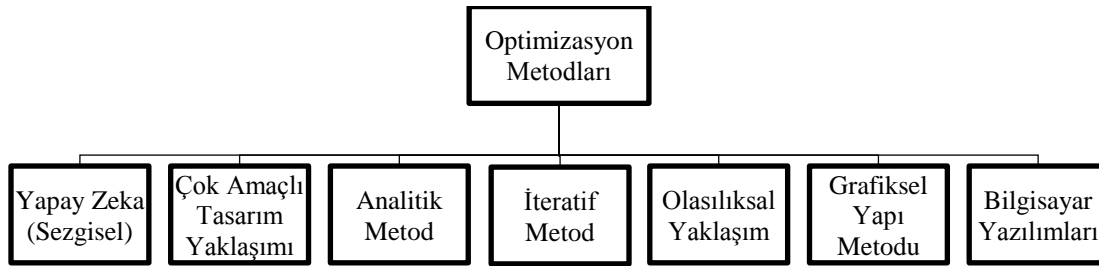 Optimizasyon
Metodları
Yapay Zeka
(Sezgisel)
Çok Amaçlı
Tasarım
Yaklaşımı
Analitik
Metod
İteratif
Metod
Olasılıksal
Yaklaşım
Grafiksel
Yapı
Metodu
Bilgisayar
Yazılımları